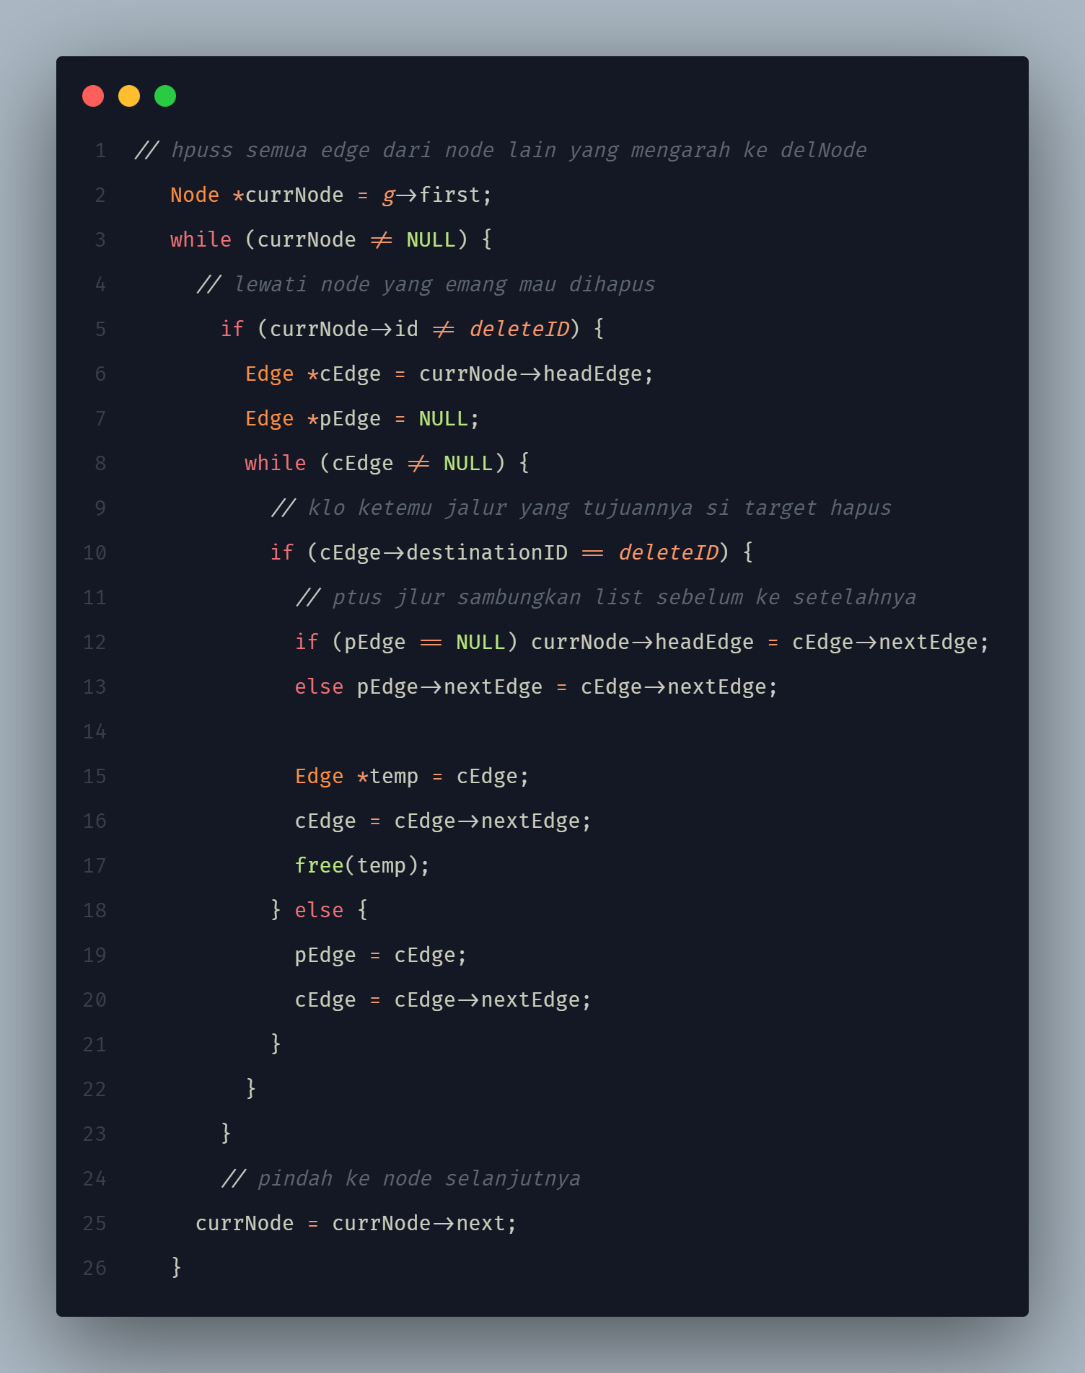 1 // hpuss semua edge dari node lain yang mengarah ke delNode
2 Node *currNode = g->first;
3 while (currNode != NULL) {
4 // lewati node yang emang mau dihapus
5 if (currNode->id != deleteID) {
6 Edge *cEdge = currNode->headEdge;
7 Edge *pEdge = NULL;
8 while (cEdge != NULL) {
9 // klo ketemu jalur yang tujuannya si target hapus
10 if (cEdge->destinationID == deleteID) {
11 // ptus jlur sambungkan list sebelum ke setelahnya
12 if (pEdge == NULL) currNode->headEdge = cEdge->nextEdge;
13 else pEdge->nextEdge = cEdge->nextEdge;
14
15 Edge *temp = cEdge;
16 cEdge = cEdge->nextEdge;
17 free(temp);
18 } else {
19 pEdge = cEdge;
20 cEdge = cEdge->nextEdge;
21 }
22 }
23 }
24 // pindah ke node selanjutnya
25 currNode = currNode->next;
26 }